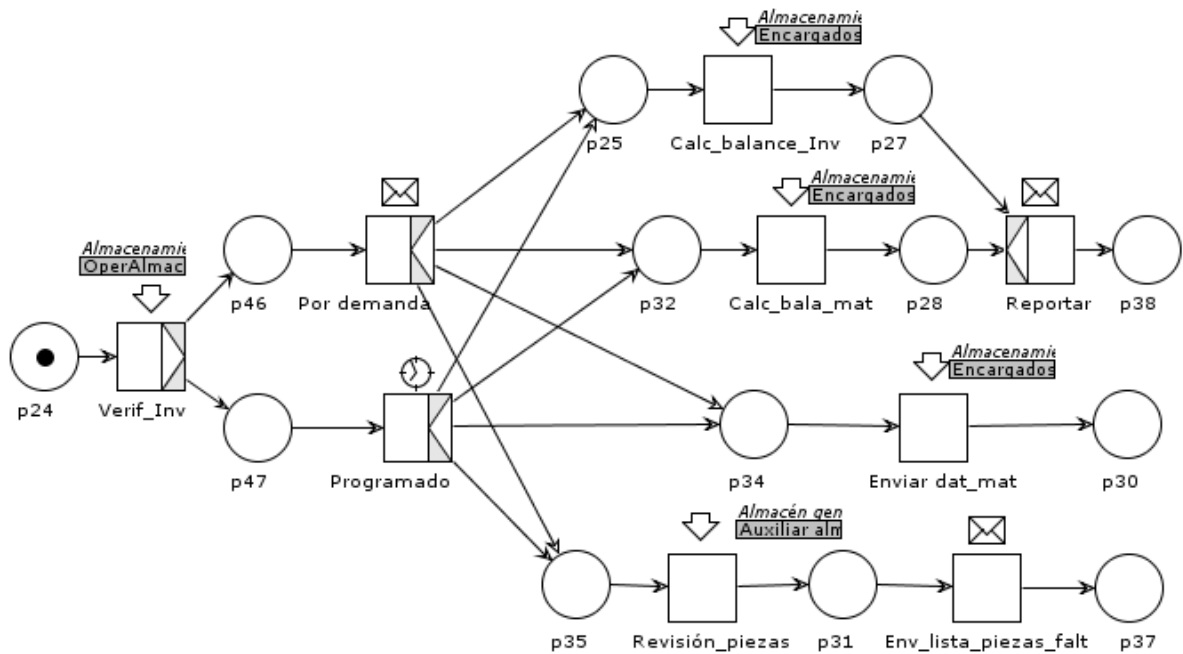 Almacenamie
Encargados
p25
Calc_balance_Inv
p27
Almacenamie
Encargados
Almacenamie
OperAlmac
p46
Por demanda
p32
Calc_bala_mat
p28
Reportar
p38
Almacenamie
Encargados
p24
Verif_Inv
p47
Programado
p34
Enviar dat_mat
p30
Almacén gen
Auxiliar alm
p35
Revisión_piezas
p31
Env_lista_piezas_falt
p37